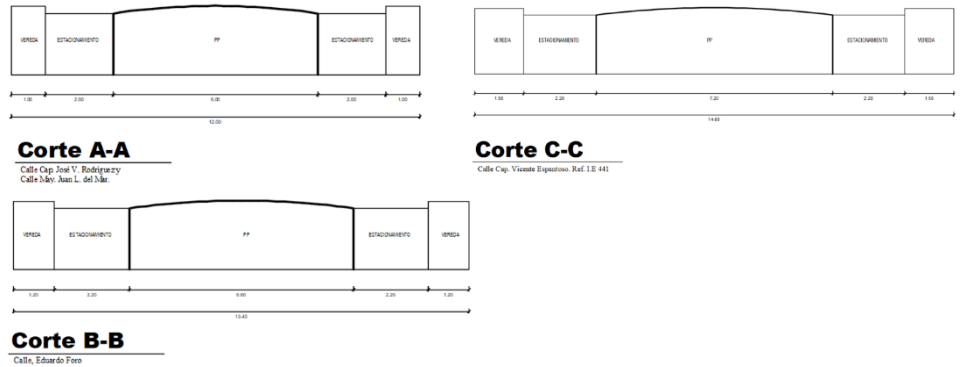 VEREDA ESTACIONAMIENTO PP ESTACIONAMIENTO VEREDA
1.00 2.00 6.00 2.00 1.00
12.00
Corte A-A
Calle Cap. José V. Rodríguez y
Calle May. Juan L. del Mar.
VEREDA ESTACIONAMIENTO PP ESTACIONAMIENTO VEREDA
1.50 2.20 7.20 2.20 1.50
14.60
Corte C-C
Calle Cap. Vicente Espantoso. Ref. I.E 441
VEREDA ESTACIONAMIENTO PP ESTACIONAMIENTO VEREDA
1.20 2.20 6.60 2.20 1.20
13.40
Corte B-B
Calle, Eduardo Foro